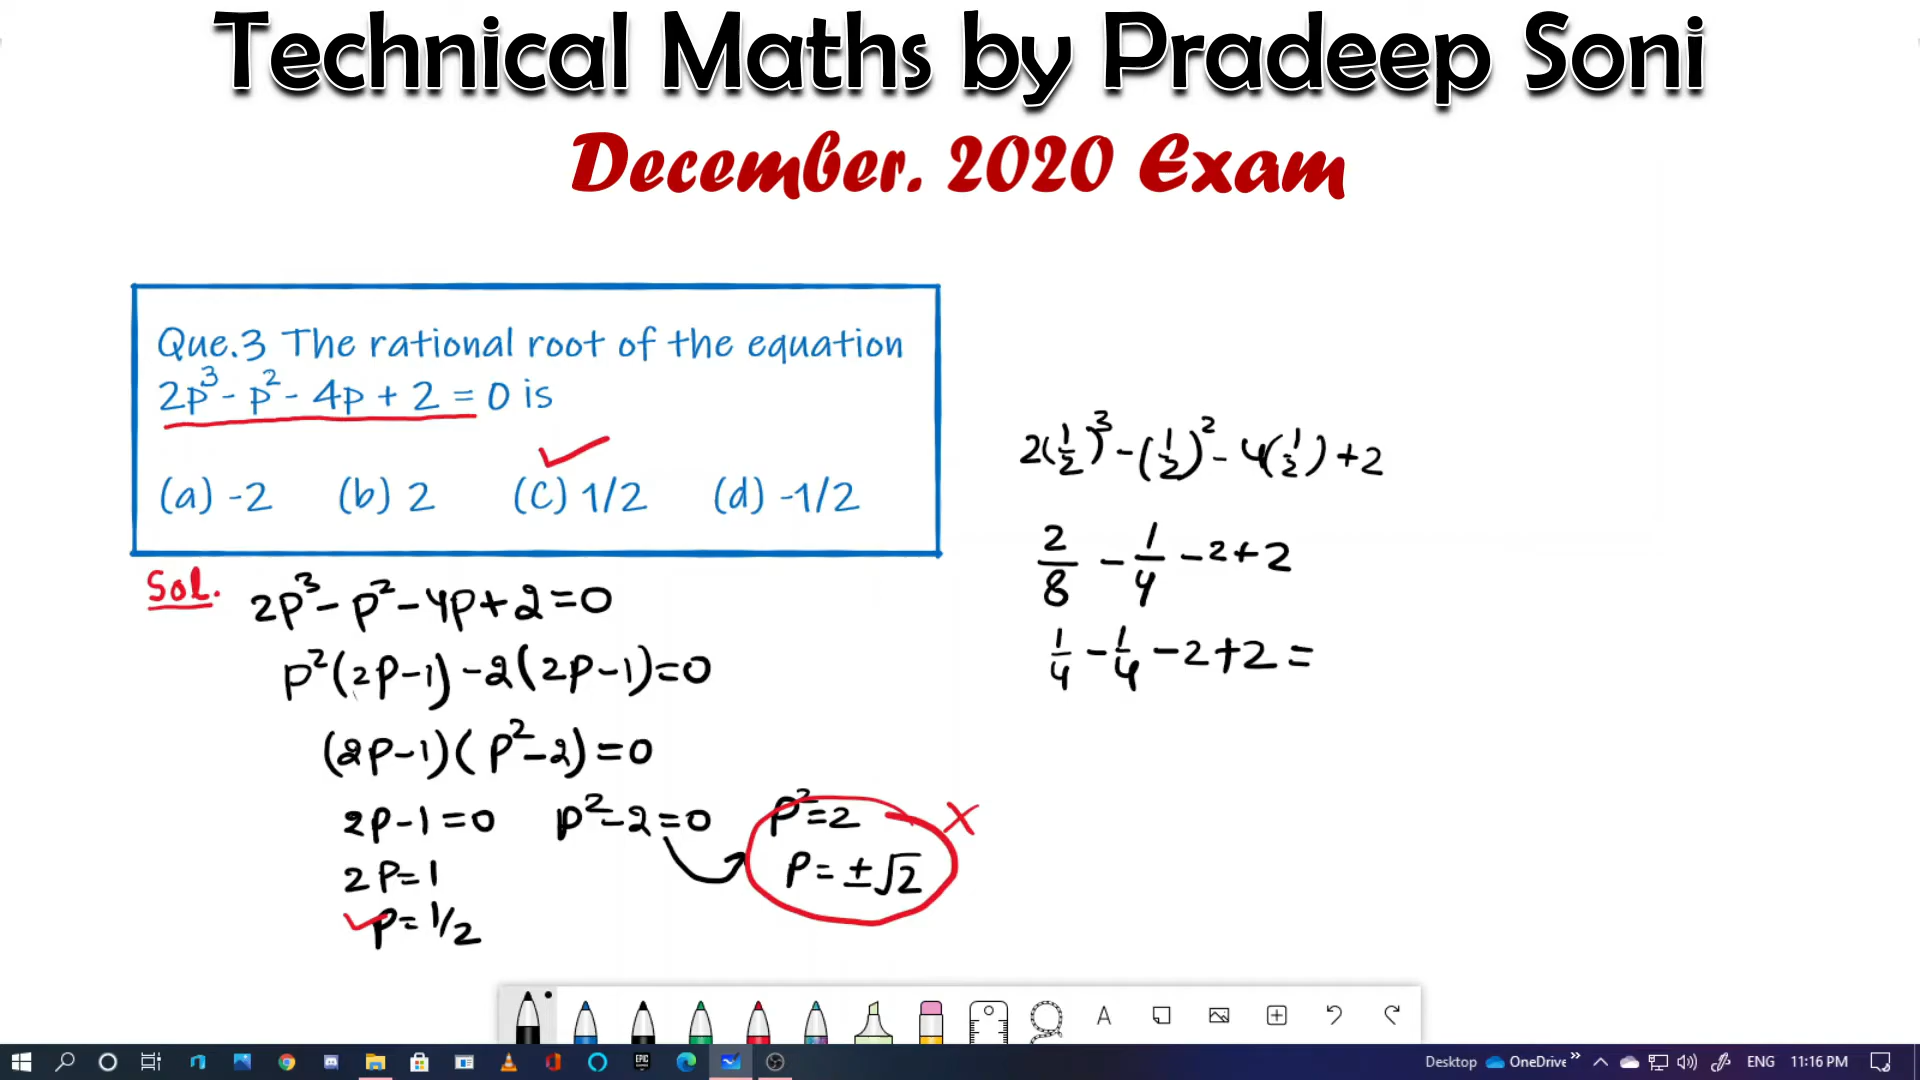 Technical Maths by Pradeep Soni
December. 2020 Exam
Que.3 The rational root of the equation
2p³ - p² - 4p + 2 = 0 is
(a) -2 (b) 2 (C) 1/2 (d) -1/2
Sol.
2p³ - p² - 4p + 2 = 0
p²(2p-1) - 2(2p-1) = 0
(2p-1)(p²-2) = 0
2p-1=0 p²-2=0 p²=2
2p=1 p=±√2
p=1/2
2(1/2)³ - (1/2)² - 4(1/2) + 2
2/8 - 1/4 - 2 + 2
1/4 - 1/4 - 2 + 2 =
A
EPIC
Desktop OneDrive » ENG 11:16 PM